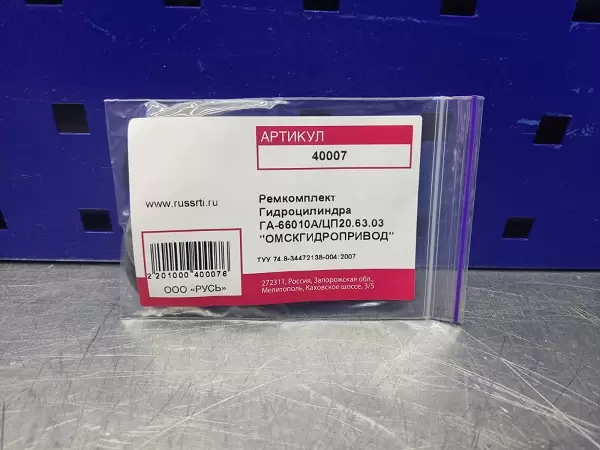 АРТИКУЛ
40007
www.russrti.ru
Ремкомплект
Гидроцилиндра
ГА-66010А/ЦП20.63.03
"ОМСКГИДРОПРИВОД"
ТУУ 74.8-34472138-004:2007
2 201000 400076
ООО «РУСЬ»
272311, Россия, Запорожская обл.,
Мелитополь, Каховское шоссе. 3/5